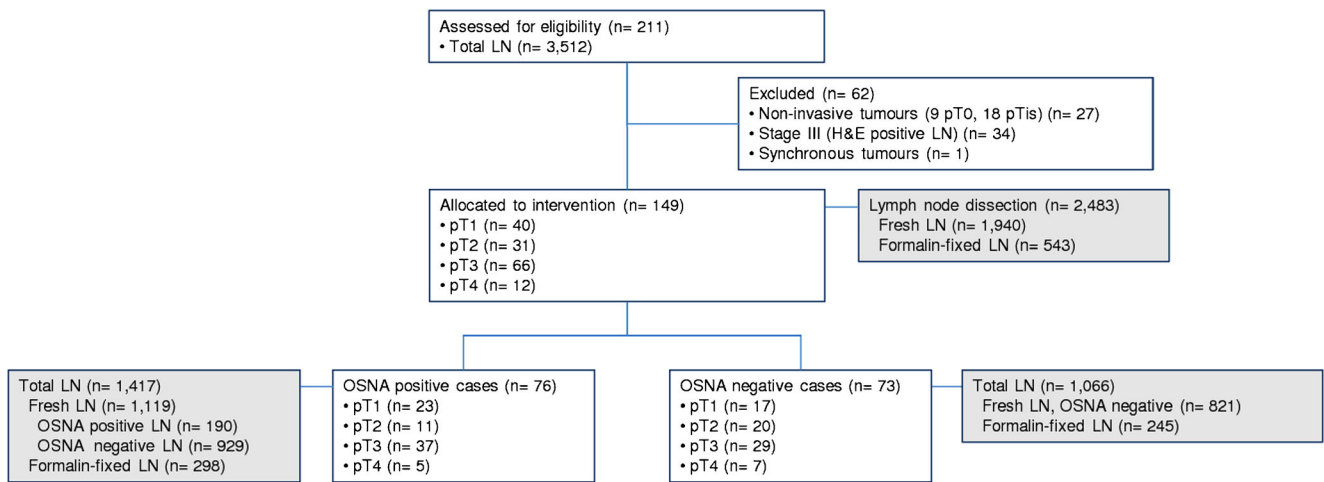 Assessed for eligibility (n= 211)
• Total LN (n= 3,512)
Excluded (n= 62)
• Non-invasive tumours (9 pT0, 18 pTis) (n= 27)
• Stage III (H&E positive LN) (n= 34)
• Synchronous tumours (n= 1)
Allocated to intervention (n= 149)
• pT1 (n= 40)
• pT2 (n= 31)
• pT3 (n= 66)
• pT4 (n= 12)
Lymph node dissection (n= 2,483)
Fresh LN (n= 1,940)
Formalin-fixed LN (n= 543)
Total LN (n= 1,417)
Fresh LN (n= 1,119)
OSNA positive LN (n= 190)
OSNA negative LN (n= 929)
Formalin-fixed LN (n= 298)
OSNA positive cases (n= 76)
• pT1 (n= 23)
• pT2 (n= 11)
• pT3 (n= 37)
• pT4 (n= 5)
OSNA negative cases (n= 73)
• pT1 (n= 17)
• pT2 (n= 20)
• pT3 (n= 29)
• pT4 (n= 7)
Total LN (n= 1,066)
Fresh LN, OSNA negative (n= 821)
Formalin-fixed LN (n= 245)